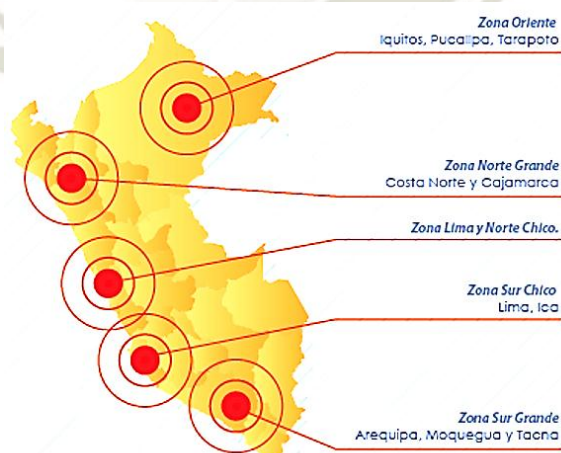 Zona Oriente
Iquitos, Pucallpa, Tarapoto
Zona Norte Grande
Costa Norte y Cajamarca
Zona Lima y Norte Chico.
Zona Sur Chico
Lima, Ica
Zona Sur Grande
Arequipa, Moquegua y Tacna